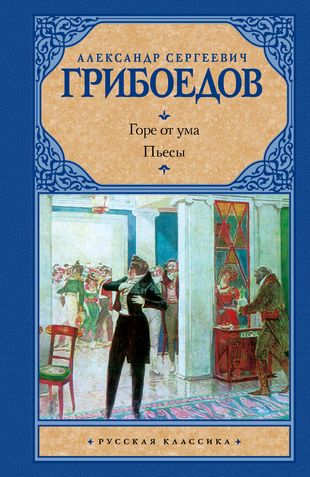 АЛЕКСАНДР СЕРГЕЕВИЧ
ГРИБОЕДОВ
Горе от ума
Пьесы
РУССКАЯ КЛАССИКА